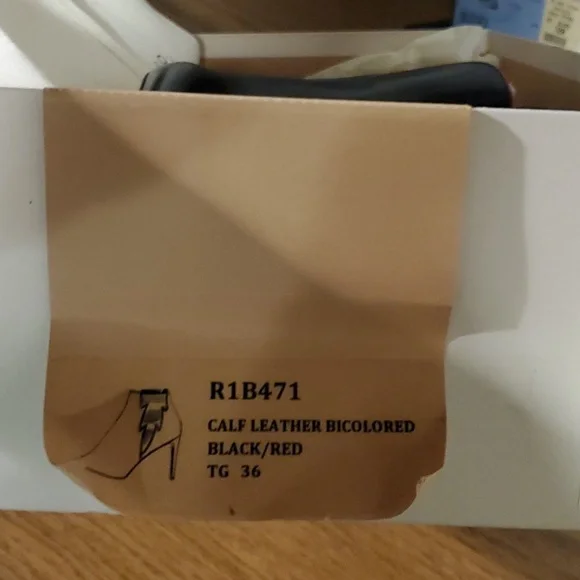 R1B471
CALF LEATHER BICOLORED
BLACK/RED
TG 36